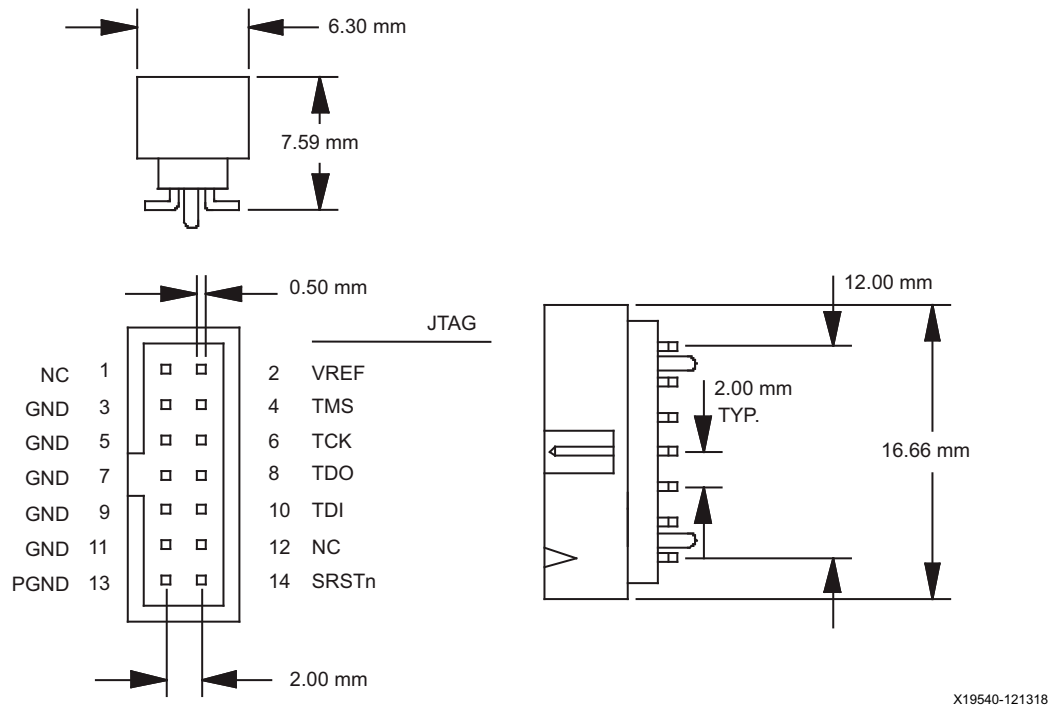 6.30 mm
7.59 mm
0.50 mm
JTAG
NC 1 2 VREF
GND 3 4 TMS
GND 5 6 TCK
GND 7 8 TDO
GND 9 10 TDI
GND 11 12 NC
PGND 13 14 SRSTn
2.00 mm
12.00 mm
2.00 mm
TYP.
16.66 mm
X19540-121318